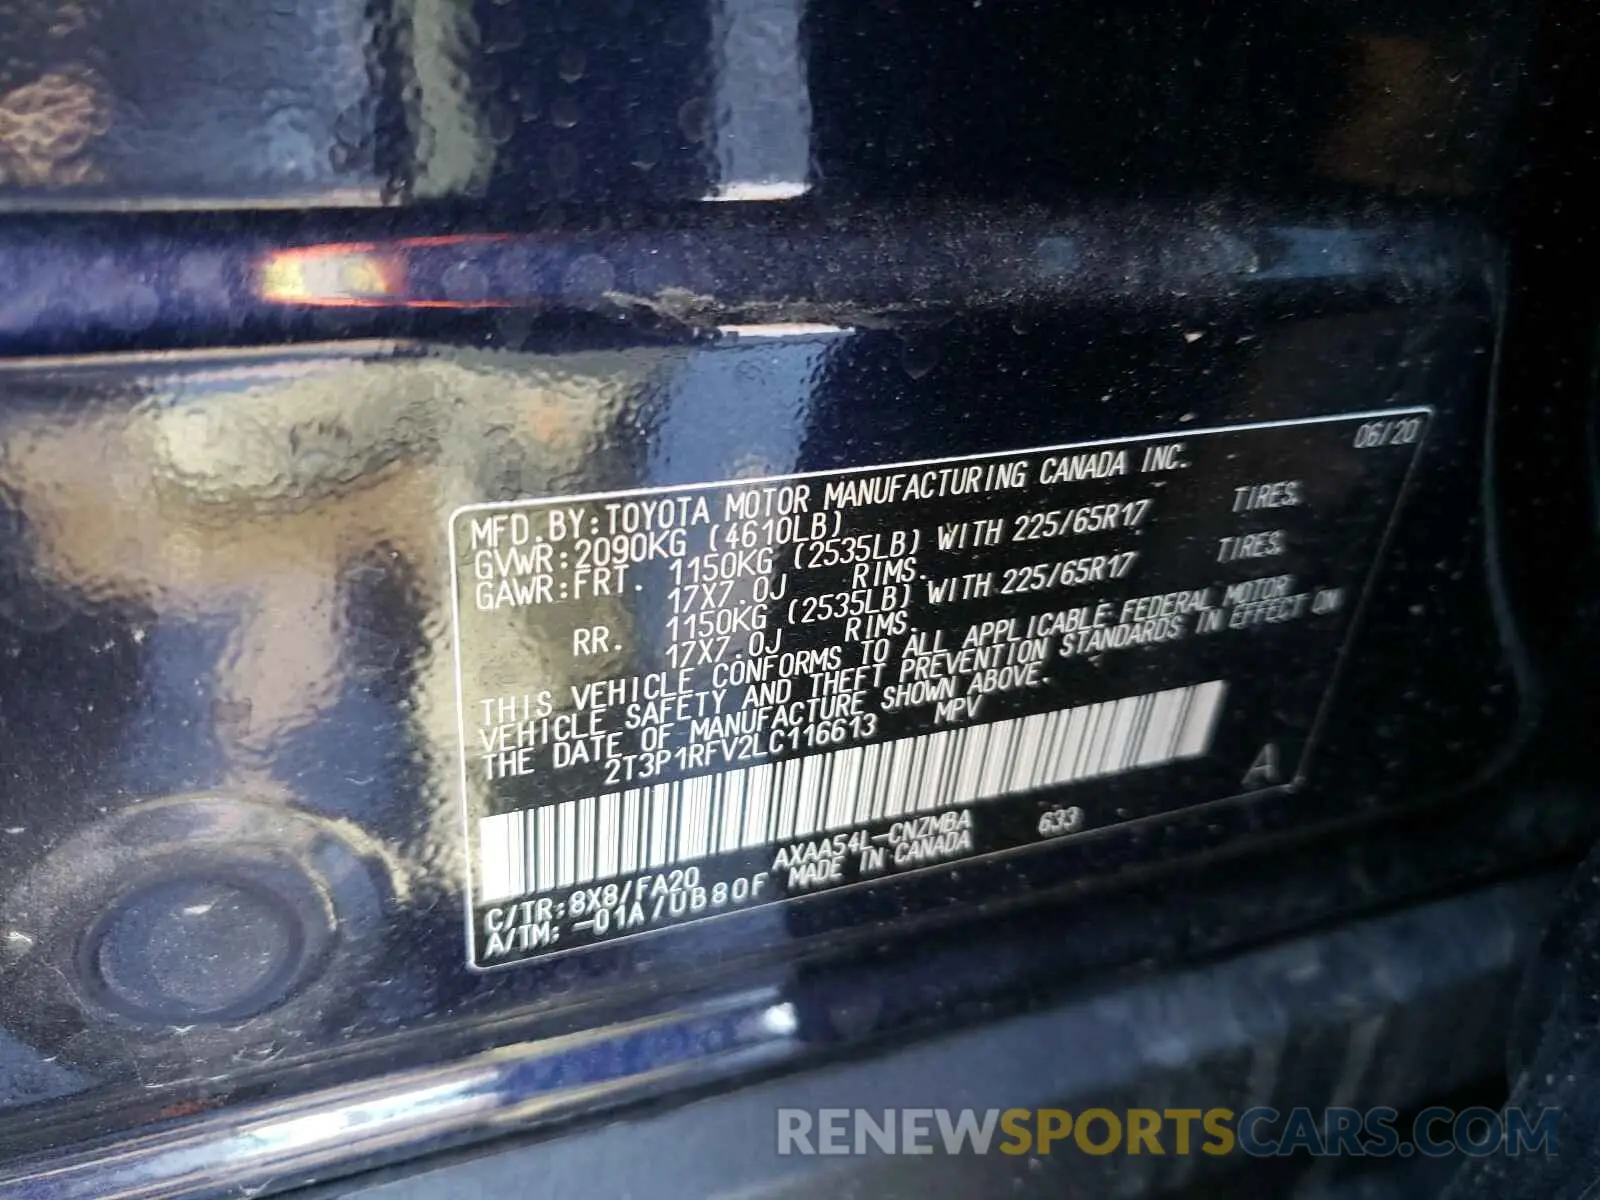 06/20
MFD.BY:TOYOTA MOTOR MANUFACTURING CANADA INC.
GVWR:2090KG (4610LB)
GAWR:FRT. 1150KG (2535LB) WITH 225/65R17 TIRES
17X7.0J RIMS.
RR. 1150KG (2535LB) WITH 225/65R17 TIRES
17X7.0J RIMS.
THIS VEHICLE CONFORMS TO ALL APPLICABLE FEDERAL MOTOR
VEHICLE SAFETY AND THEFT PREVENTION STANDARDS IN EFFECT ON
THE DATE OF MANUFACTURE SHOWN ABOVE.
2T3P1RFV2LC116613 MPV
A
C/TR:8X8/FA20 AXAA54L-CNZMBA 633
A/TM: -01A/UB80F MADE IN CANADA
RENEWSPORTSCARS.COM